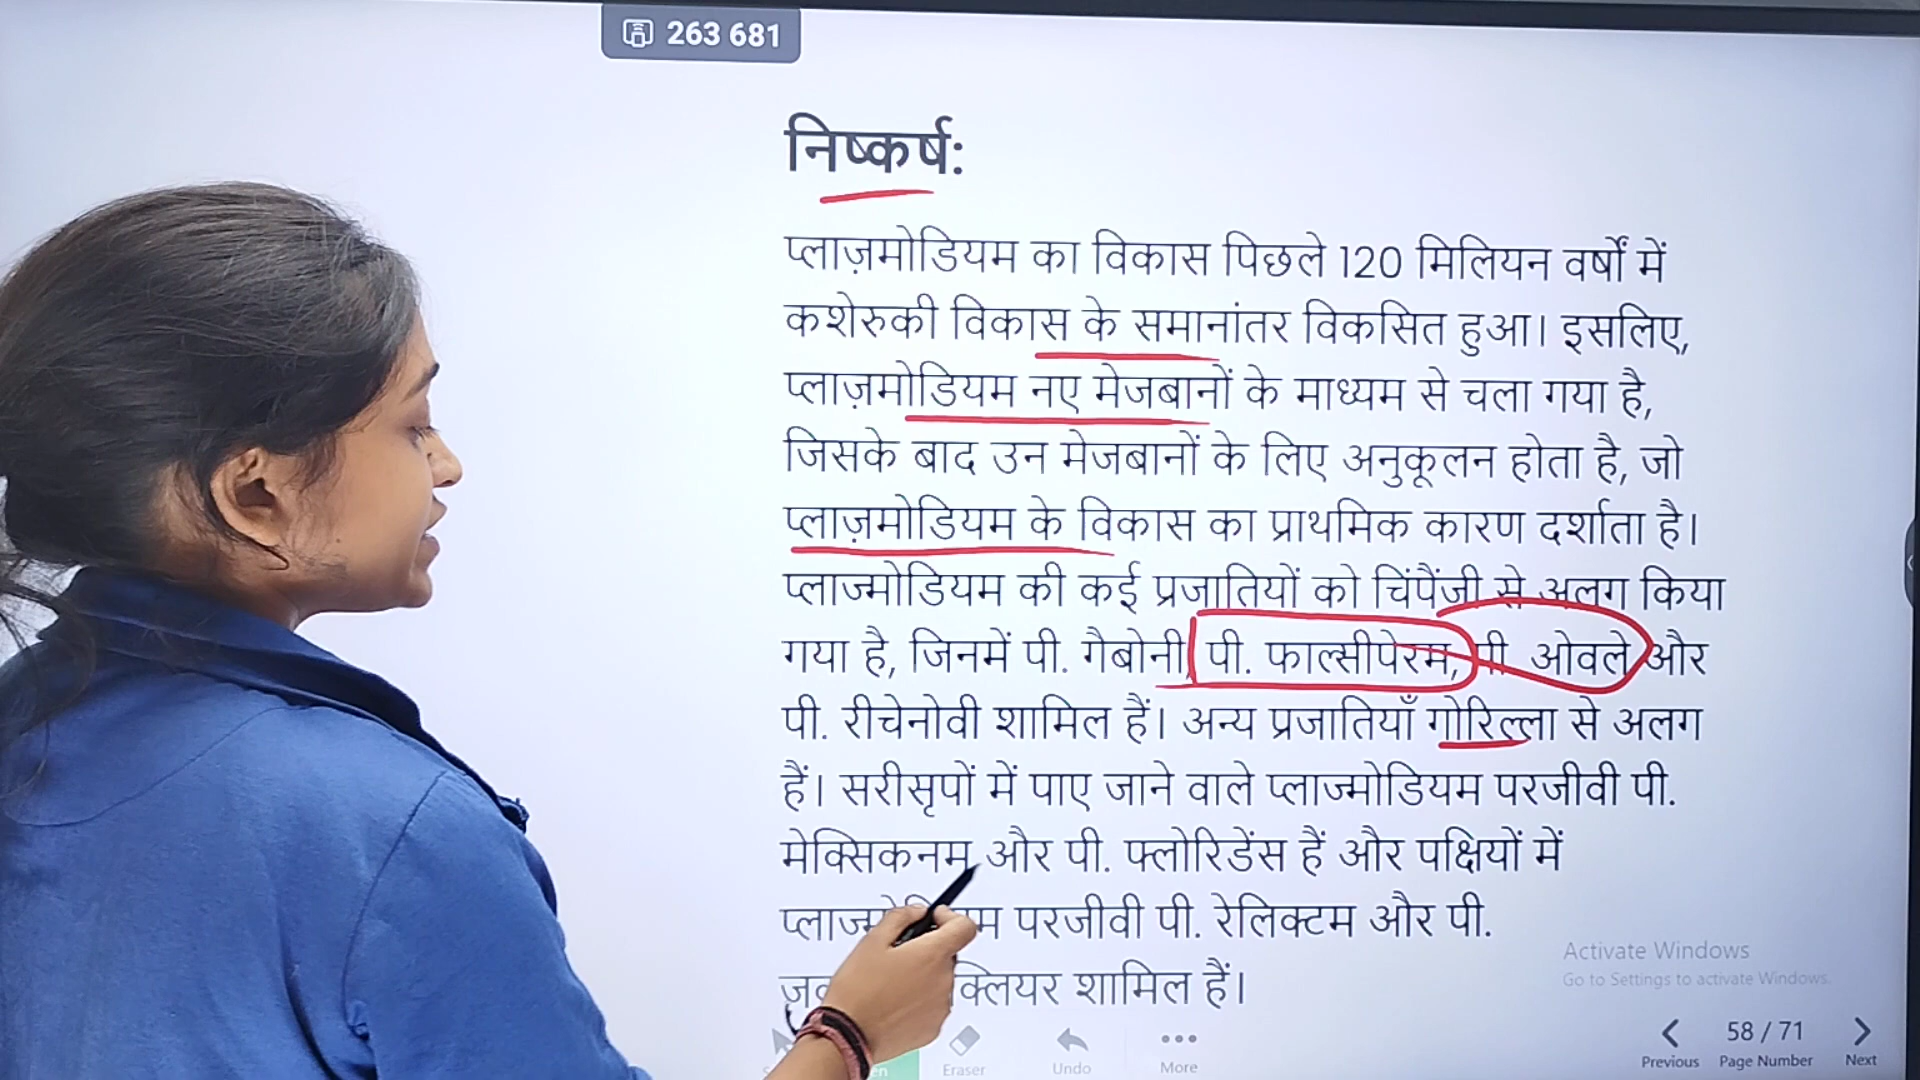 263 681
निष्कर्ष:
प्लाज़मोडियम का विकास पिछले 120 मिलियन वर्षों में
कशेरुकी विकास के समानांतर विकसित हुआ। इसलिए,
प्लाज़मोडियम नए मेजबानों के माध्यम से चला गया है,
जिसके बाद उन मेजबानों के लिए अनुकूलन होता है, जो
प्लाज़मोडियम के विकास का प्राथमिक कारण दर्शाता है।
प्लाज्मोडियम की कई प्रजातियों को चिंपैंजी से अलग किया
गया है, जिनमें पी. गैबोनी, पी. फाल्सीपेरम, पी. ओवले और
पी. रीचेनोवी शामिल हैं। अन्य प्रजातियाँ गोरिल्ला से अलग
हैं। सरीसृपों में पाए जाने वाले प्लाज्मोडियम परजीवी पी.
मेक्सिकनम और पी. फ्लोरिडेंस हैं और पक्षियों में
परजीवी पी. रेलिक्टम और पी.
शामिल हैं।
Activate Windows
Go to Settings to activate Windows.
58 / 71
Eraser Undo More Previous Page Number Next